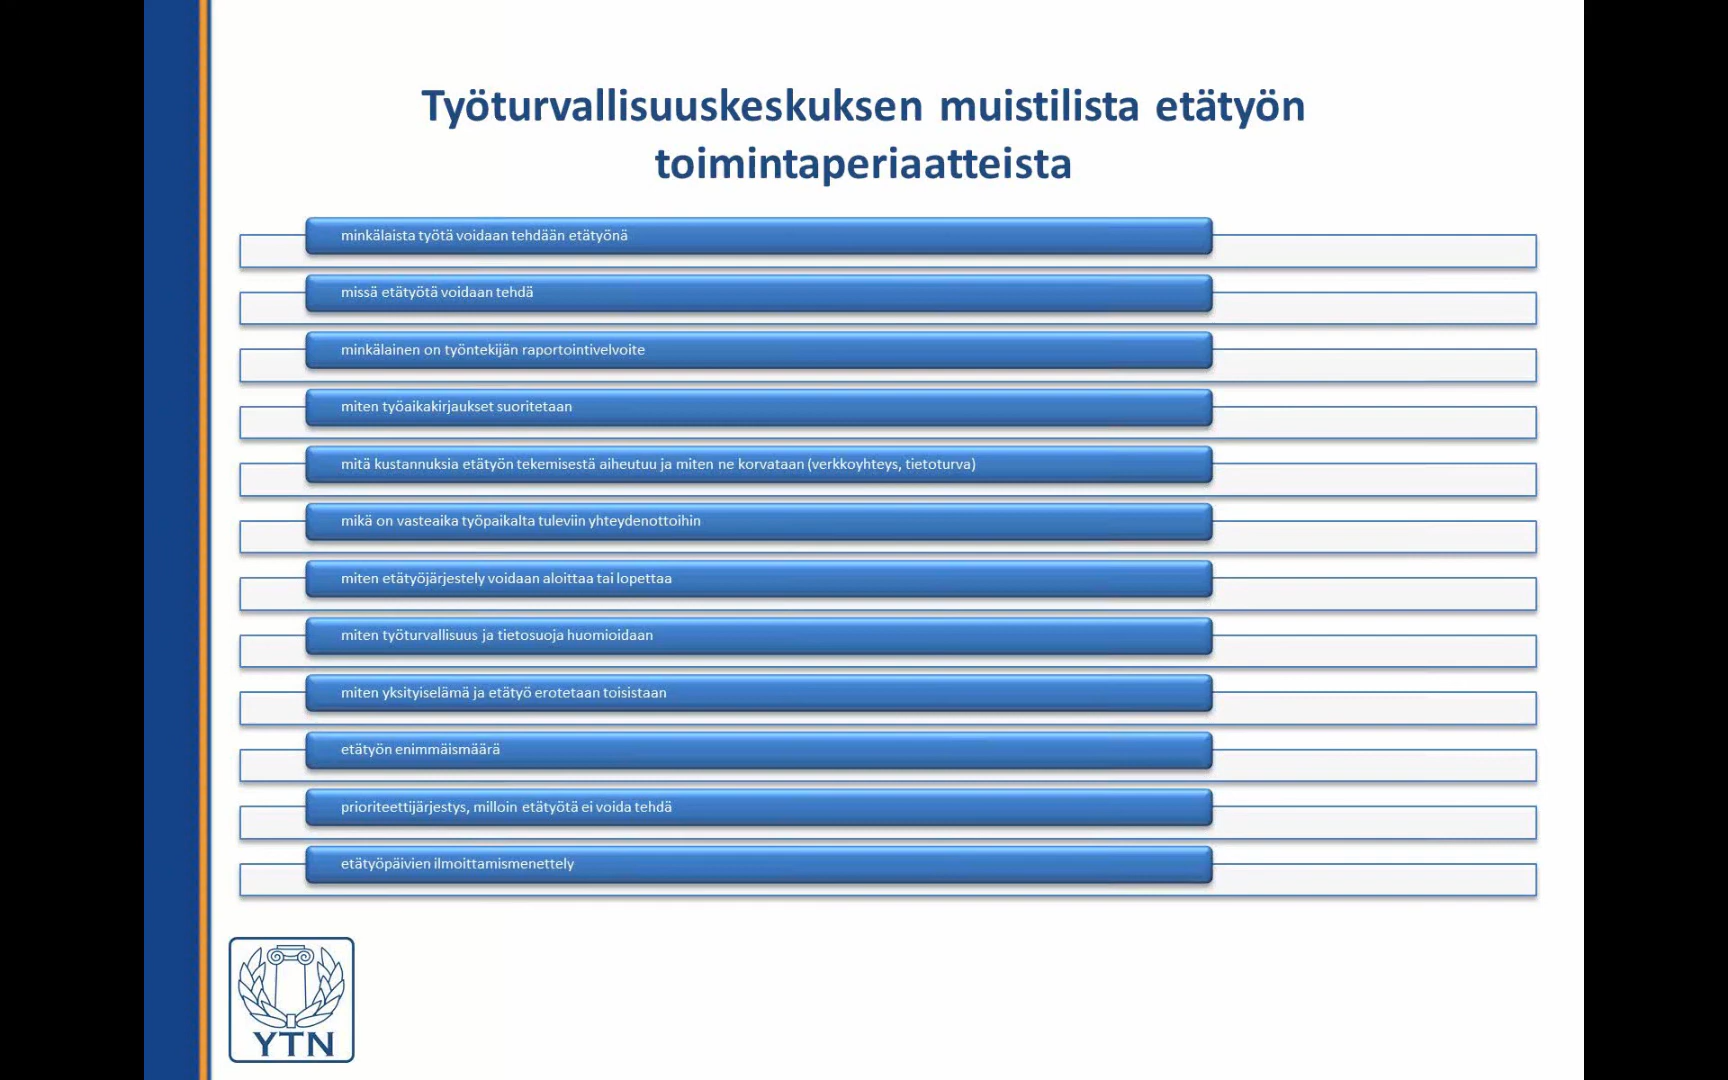 Työturvallisuuskeskuksen muistilista etätyön
toimintaperiaatteista
minkälaista työtä voidaan tehdään etätyönä
missä etätyötä voidaan tehdä
minkälainen on työntekijän raportointivelvoite
miten työaikakirjaukset suoritetaan
mitä kustannuksia etätyön tekemisestä aiheutuu ja miten ne korvataan (verkkoyhteys, tietoturva)
mikä on vasteaika työpaikalta tuleviin yhteydenottoihin
miten etätyöjärjestely voidaan aloittaa tai lopettaa
miten työturvallisuus ja tietosuoja huomioidaan
miten yksityiselämä ja etätyö erotetaan toisistaan
etätyön enimmäismäärä
prioriteettijärjestys, milloin etätyötä ei voida tehdä
etätyöpäivien ilmoittamismenettely
YTN